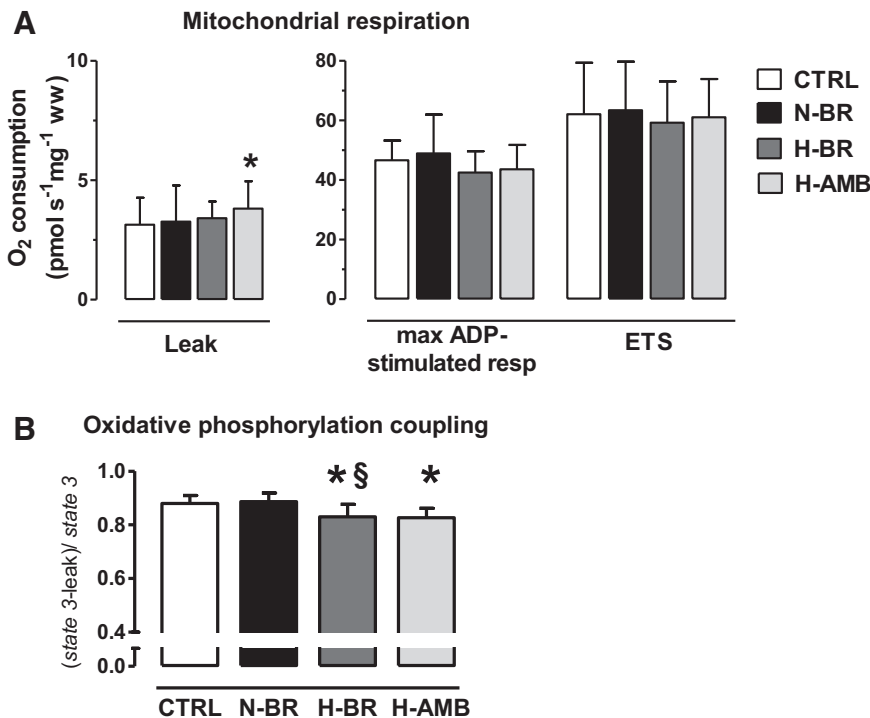 A
Mitochondrial respiration
O2 consumption
(pmol s-1mg-1 ww)
10
5
0
*
Leak
80
60
40
20
0
max ADP-
stimulated resp
ETS
CTRL
N-BR
H-BR
H-AMB
B
Oxidative phosphorylation coupling
(state 3-leak)/ state 3
1.0
0.8
0.6
0.4
0.0
* §
*
CTRL
N-BR
H-BR
H-AMB